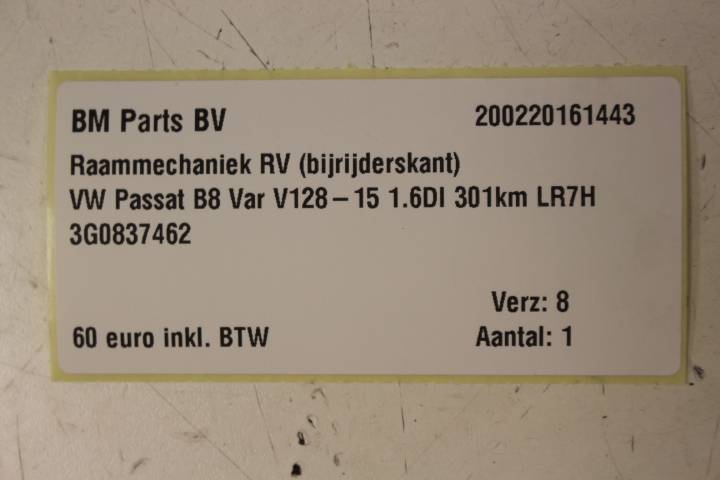 BM Parts BV 200220161443
Raammechaniek RV (bijrijderskant)
VW Passat B8 Var V128-15 1.6DI 301km LR7H
3G0837462
Verz: 8
60 euro inkl. BTW Aantal: 1